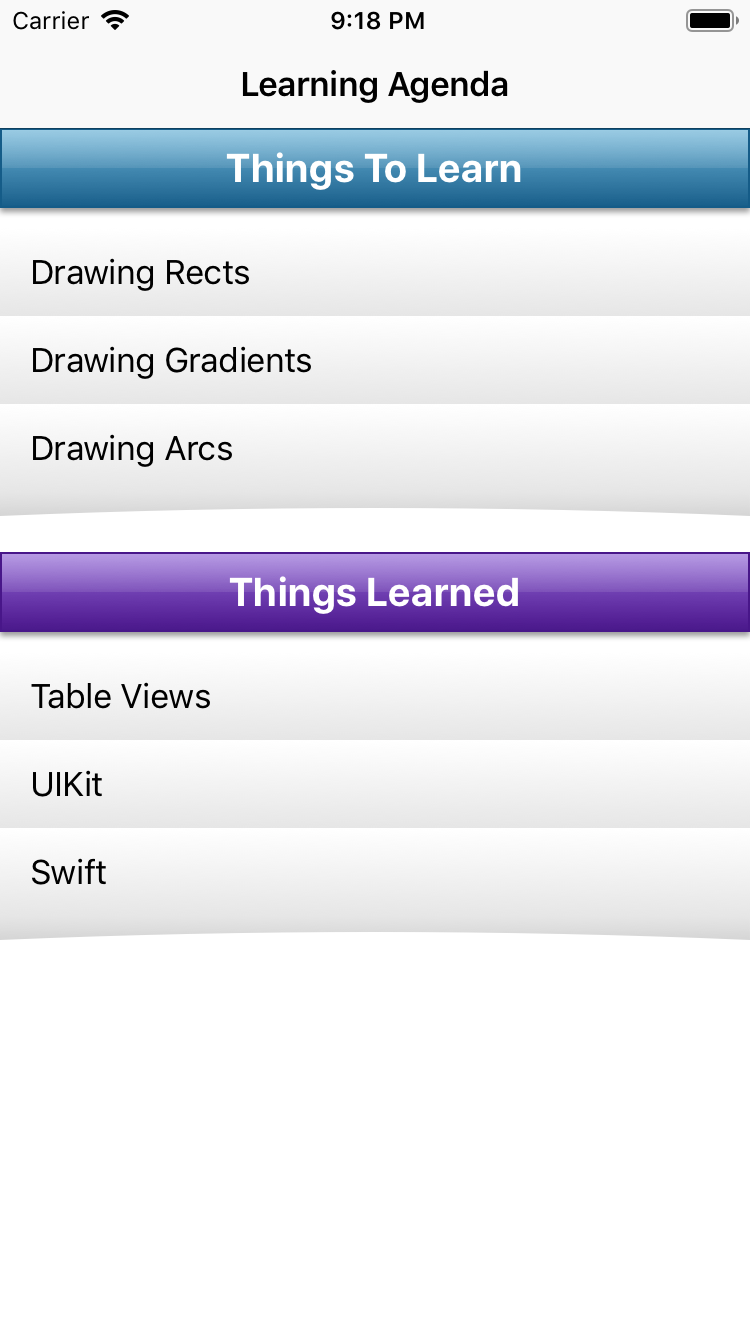 Carrier 9:18 PM
Learning Agenda
Things To Learn
Drawing Rects
Drawing Gradients
Drawing Arcs
Things Learned
Table Views
UIKit
Swift